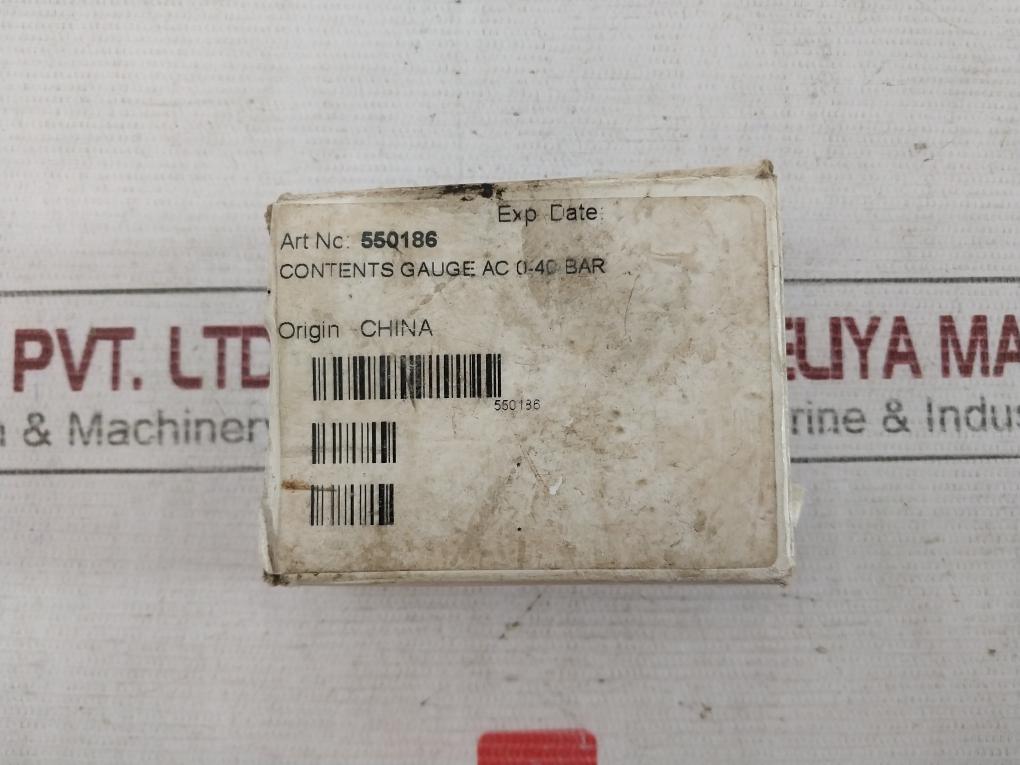 Exp Date:
Art No: 550186
CONTENTS GAUGE AC 0-40 BAR
Origin CHINA
550186
PVT. LTD
& Machinery
ELIYA MA
rine & Indus